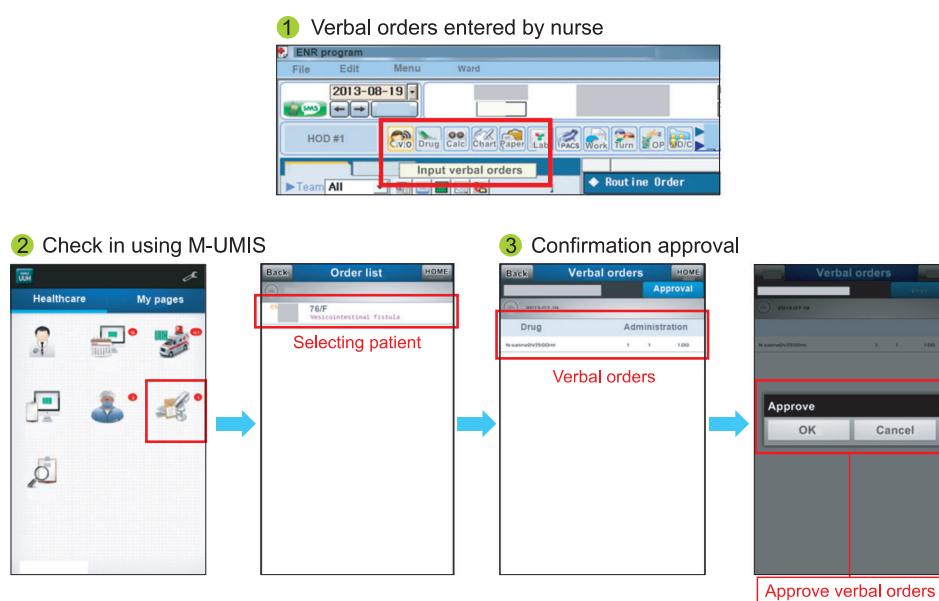 1 Verbal orders entered by nurse
ENR program
File Edit Menu Ward
2013-08-19
SMS
HOD #1
C.V.O Drug Calc Chart Paper Lab PACS Work Turn OP D/C
Input verbal orders
Team All
Routine Order
2 Check in using M-UMIS
UUH
Healthcare My pages
Back Order list HOME
76/F
Vesicointestinal fistula
Selecting patient
3 Confirmation approval
Back Verbal orders HOME
Approval
Drug Administration
1 1 1.00
Verbal orders
Verbal orders
1 1 1.00
Approve
OK Cancel
Approve verbal orders